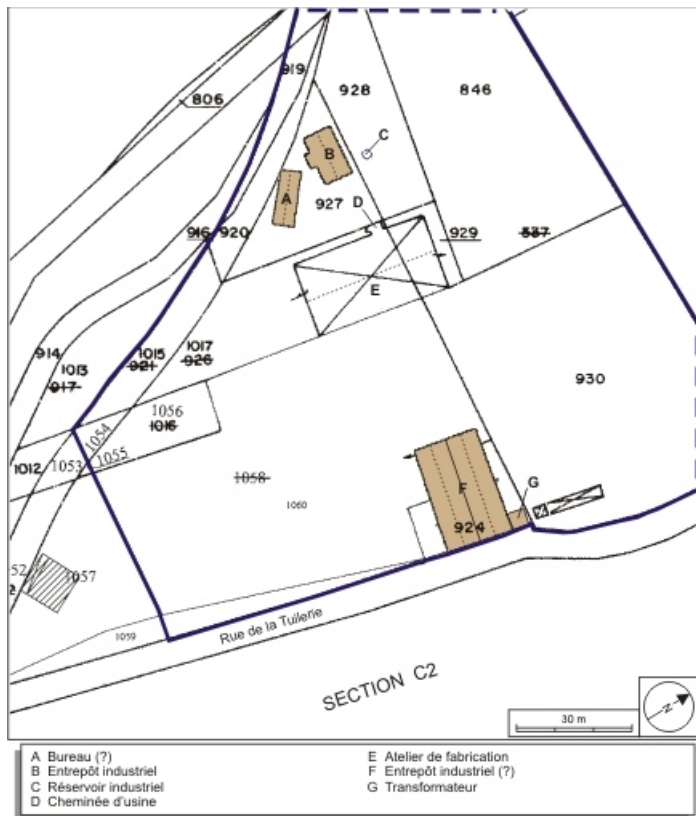 919
928
846
806
C
B
A
927
D
916 920
929
837
E
914
1013
917
1015
921
1017
926
930
1056
1016
1054
1055
1012
1053
1058
1060
F
G
924
1057
1059
Rue de la Tuilerie
SECTION C2
30 m
N
A Bureau (?)
B Entrepôt industriel
C Réservoir industriel
D Cheminée d'usine
E Atelier de fabrication
F Entrepôt industriel (?)
G Transformateur